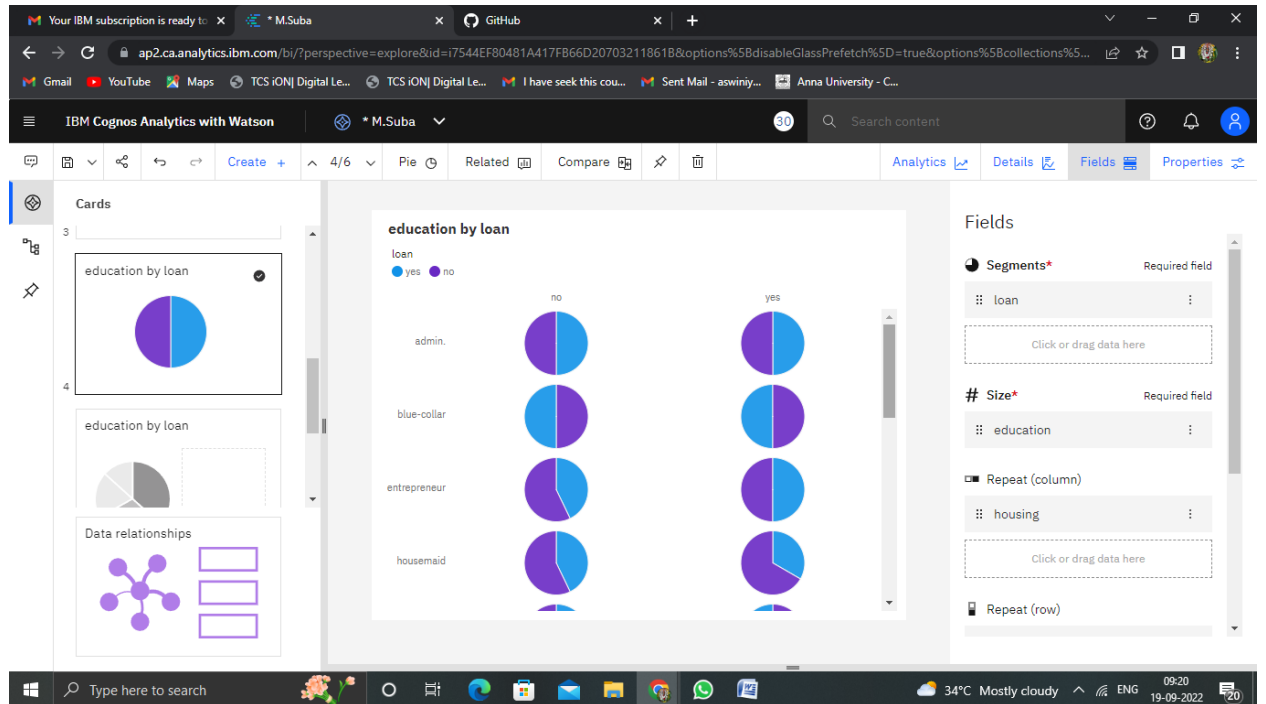 Your IBM subscription is ready to
* M.Suba
GitHub
ap2.ca.analytics.ibm.com/bi/?perspective=explore&id=i7544EF80481A417FB66D20703211861B&options%5BdisableGlassPrefetch%5D=true&options%5Bcollections%5...
Gmail YouTube Maps TCS iON| Digital Le... TCS iON| Digital Le... I have seek this cou... Sent Mail - aswiniy... Anna University - C...
IBM Cognos Analytics with Watson * M.Suba 30 Search content
Create + 4/6 Pie Related Compare Analytics Details Fields Properties
Cards
3
education by loan
4
education by loan
Data relationships
education by loan
loan
yes no
no yes
admin.
blue-collar
entrepreneur
housemaid
Fields
Segments* Required field
loan
Click or drag data here
# Size* Required field
education
Repeat (column)
housing
Click or drag data here
Repeat (row)
Type here to search
34°C Mostly cloudy ENG 09:20
19-09-2022 20